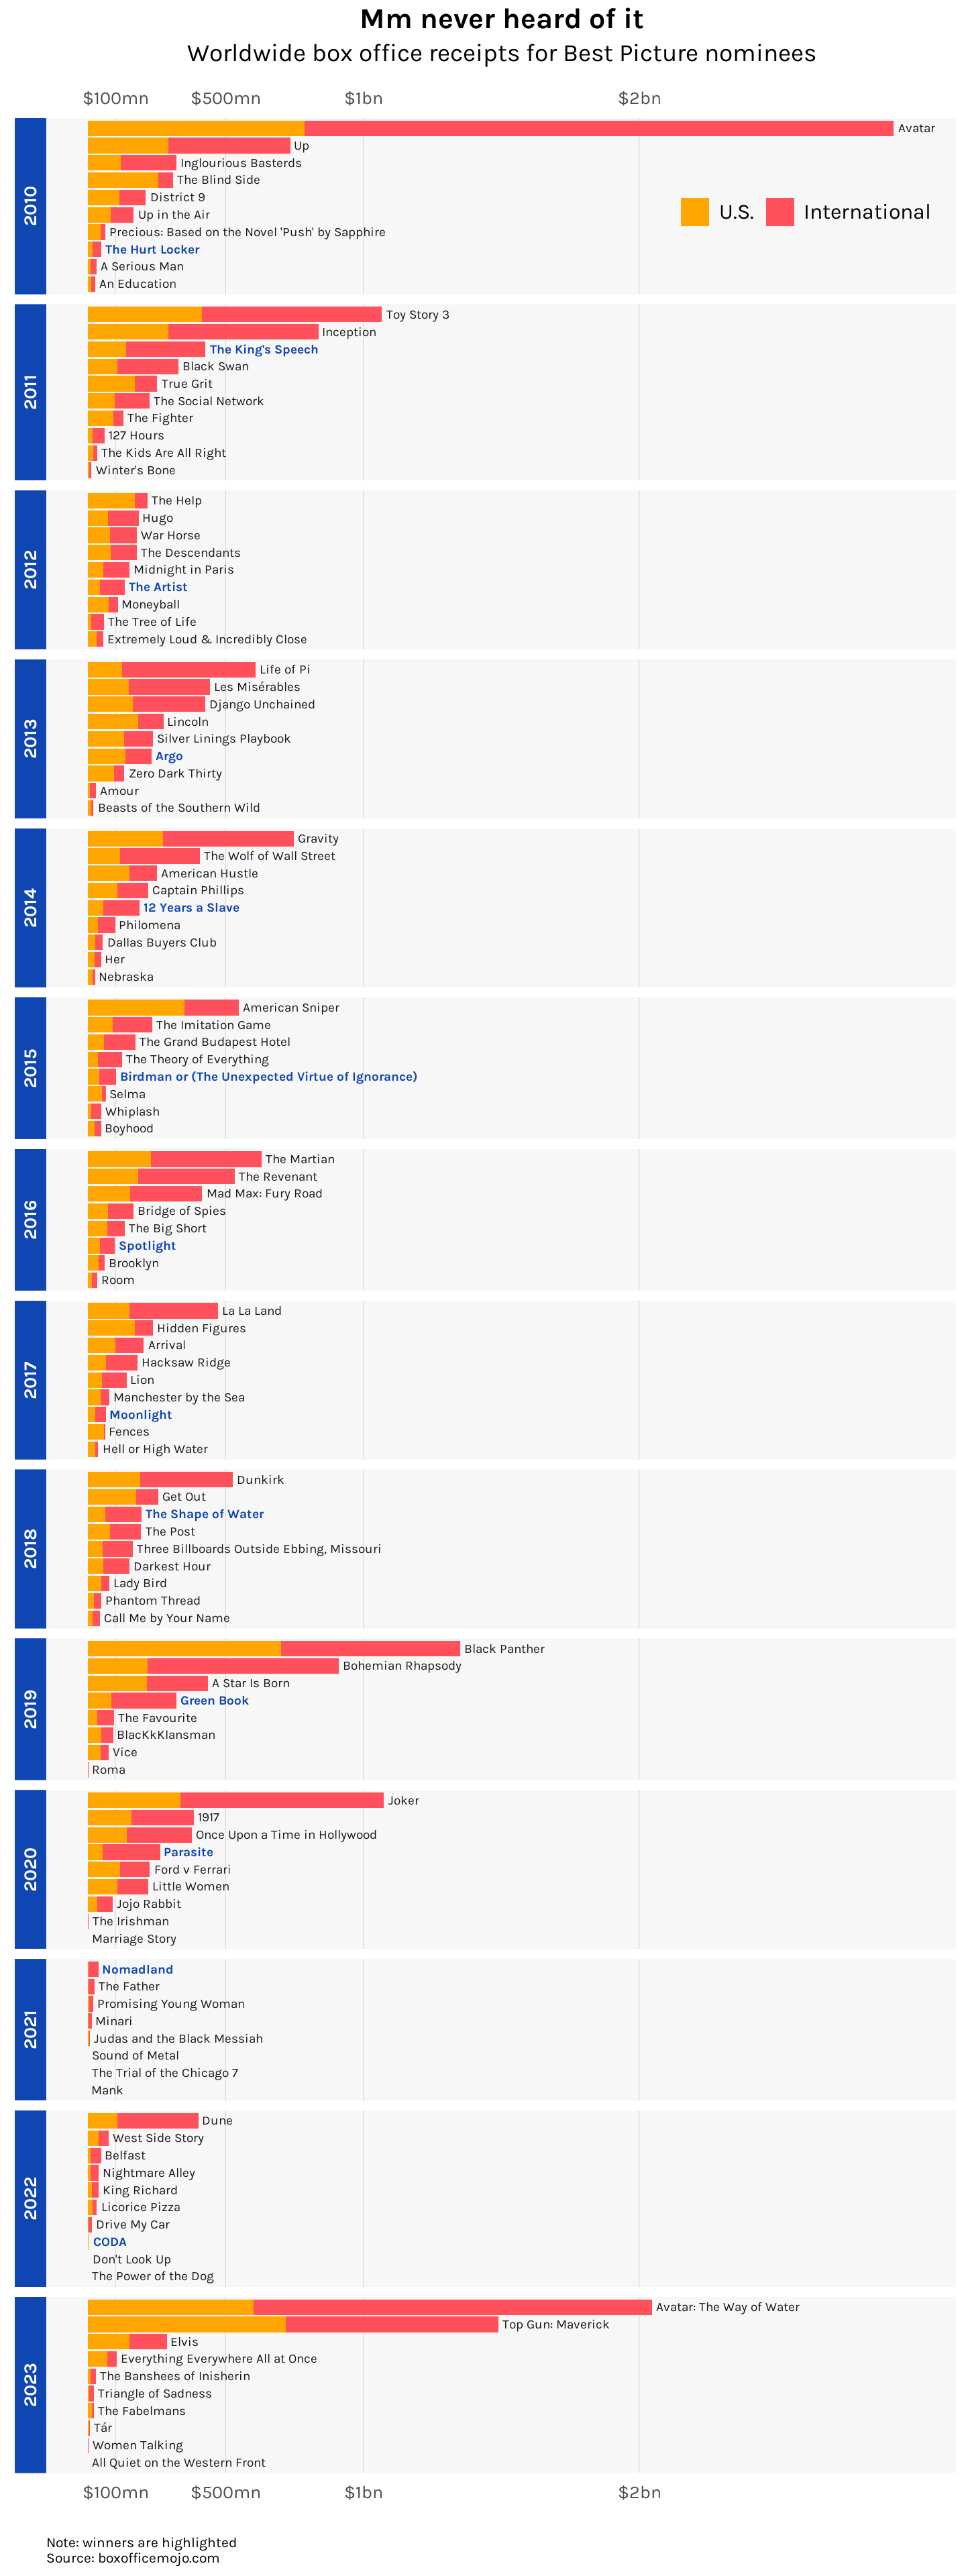 Mm never heard of it
Worldwide box office receipts for Best Picture nominees
$100mn $500mn $1bn $2bn
2010
Avatar
Up
Inglourious Basterds
The Blind Side
District 9
Up in the Air
Precious: Based on the Novel 'Push' by Sapphire
The Hurt Locker
A Serious Man
An Education
U.S. International
2011
Toy Story 3
Inception
The King's Speech
Black Swan
True Grit
The Social Network
The Fighter
127 Hours
The Kids Are All Right
Winter's Bone
2012
The Help
Hugo
War Horse
The Descendants
Midnight in Paris
The Artist
Moneyball
The Tree of Life
Extremely Loud & Incredibly Close
2013
Life of Pi
Les Misérables
Django Unchained
Lincoln
Silver Linings Playbook
Argo
Zero Dark Thirty
Amour
Beasts of the Southern Wild
2014
Gravity
The Wolf of Wall Street
American Hustle
Captain Phillips
12 Years a Slave
Philomena
Dallas Buyers Club
Her
Nebraska
2015
American Sniper
The Imitation Game
The Grand Budapest Hotel
The Theory of Everything
Birdman or (The Unexpected Virtue of Ignorance)
Selma
Whiplash
Boyhood
2016
The Martian
The Revenant
Mad Max: Fury Road
Bridge of Spies
The Big Short
Spotlight
Brooklyn
Room
2017
La La Land
Hidden Figures
Arrival
Hacksaw Ridge
Lion
Manchester by the Sea
Moonlight
Fences
Hell or High Water
2018
Dunkirk
Get Out
The Shape of Water
The Post
Three Billboards Outside Ebbing, Missouri
Darkest Hour
Lady Bird
Phantom Thread
Call Me by Your Name
2019
Black Panther
Bohemian Rhapsody
A Star Is Born
Green Book
The Favourite
BlacKkKlansman
Vice
Roma
2020
Joker
1917
Once Upon a Time in Hollywood
Parasite
Ford v Ferrari
Little Women
Jojo Rabbit
The Irishman
Marriage Story
2021
Nomadland
The Father
Promising Young Woman
Minari
Judas and the Black Messiah
Sound of Metal
The Trial of the Chicago 7
Mank
2022
Dune
West Side Story
Belfast
Nightmare Alley
King Richard
Licorice Pizza
Drive My Car
CODA
Don't Look Up
The Power of the Dog
2023
Avatar: The Way of Water
Top Gun: Maverick
Elvis
Everything Everywhere All at Once
The Banshees of Inisherin
Triangle of Sadness
The Fabelmans
Tár
Women Talking
All Quiet on the Western Front
$100mn $500mn $1bn $2bn
Note: winners are highlighted
Source: boxofficemojo.com